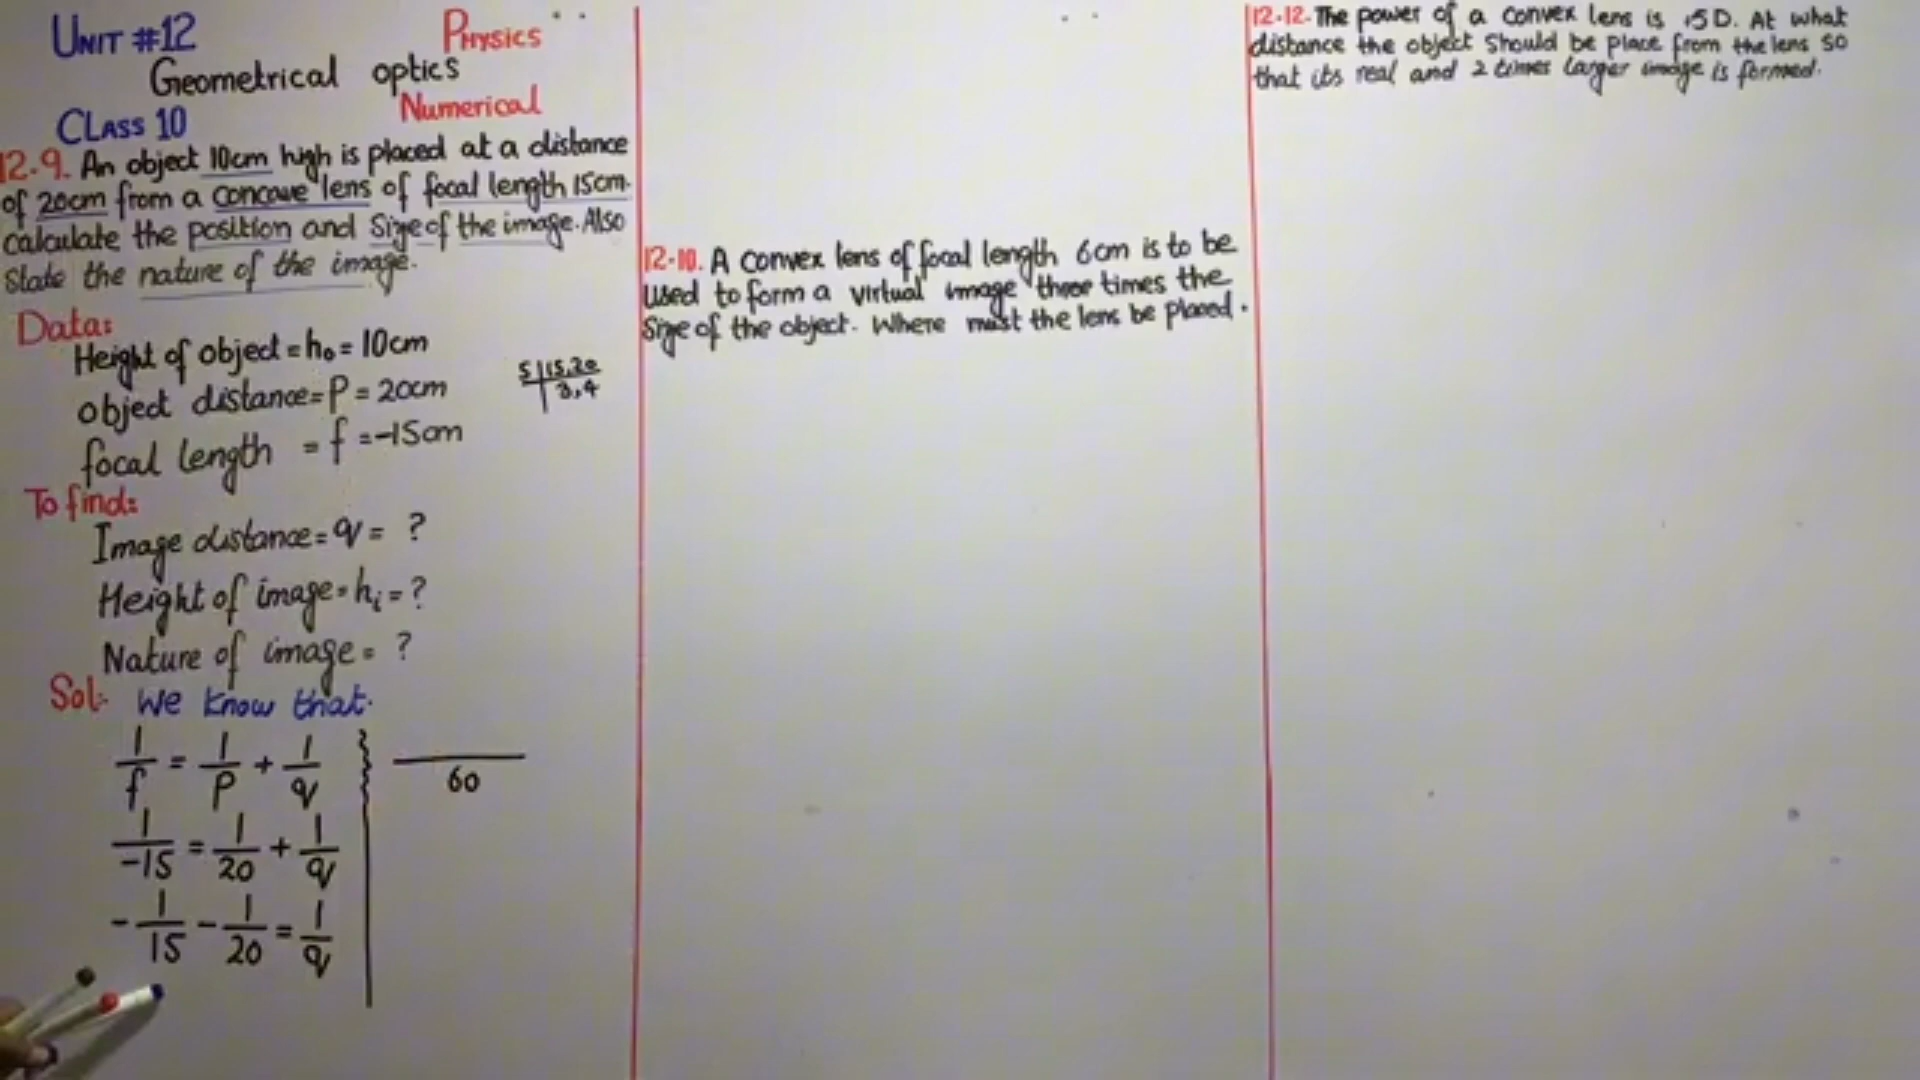 UNIT #12
Physics
Geometrical optics
Numerical
CLASS 10
12.9. An object 10cm high is placed at a distance
of 20cm from a concave lens of focal length 15cm.
calculate the position and Size of the image. Also
State the nature of the image.
Data:
Height of object = h₀ = 10cm
object distance = P = 20cm
focal length = f = -15cm
5 | 15, 20
3, 4
To find:
Image distance = q = ?
Height of image = hᵢ = ?
Nature of image = ?
Sol:- We know that.
1/f = 1/P + 1/q
1/-15 = 1/20 + 1/q
-1/15 - 1/20 = 1/q
60
12.10. A convex lens of focal length 6cm is to be
used to form a virtual image three times the
Size of the object. Where must the lens be placed.
12.12. The power of a convex lens is 5D. At what
distance the object Should be place from the lens so
that its real and 2 times larger image is formed.